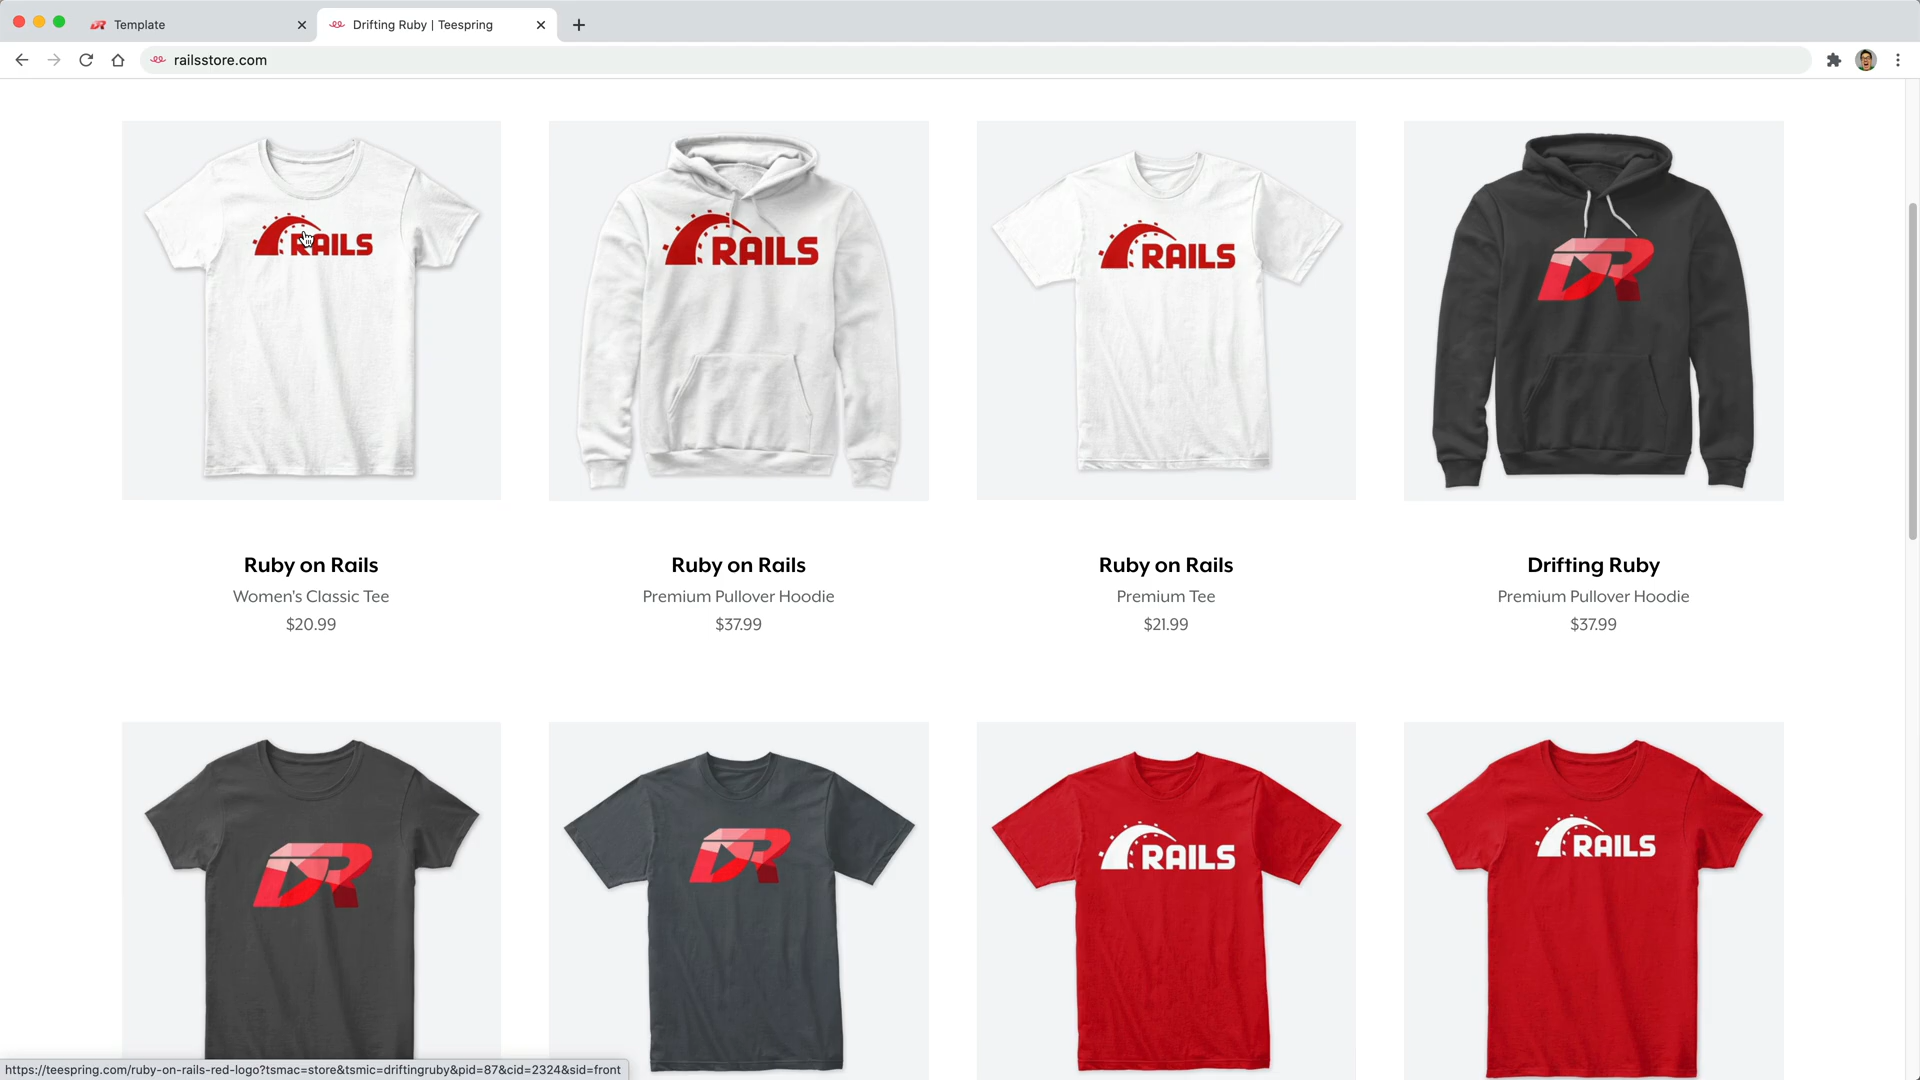 Template
Drifting Ruby | Teespring
railsstore.com
RAILS
RAILS
RAILS
DR
Ruby on Rails
Women's Classic Tee
$20.99
Ruby on Rails
Premium Pullover Hoodie
$37.99
Ruby on Rails
Premium Tee
$21.99
Drifting Ruby
Premium Pullover Hoodie
$37.99
DR
DR
RAILS
RAILS
https://teespring.com/ruby-on-rails-red-logo?tsmac=store&tsmic=driftingruby&pid=87&cid=2324&sid=front